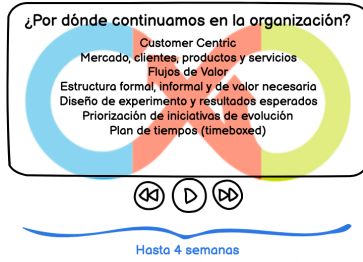 ¿Por dónde continuamos en la organización?
Customer Centric
Mercado, clientes, productos y servicios
Flujos de Valor
Estructura formal, informal y de valor necesaria
Diseño de experimento y resultados esperados
Priorización de iniciativas de evolución
Plan de tiempos (timeboxed)
Hasta 4 semanas